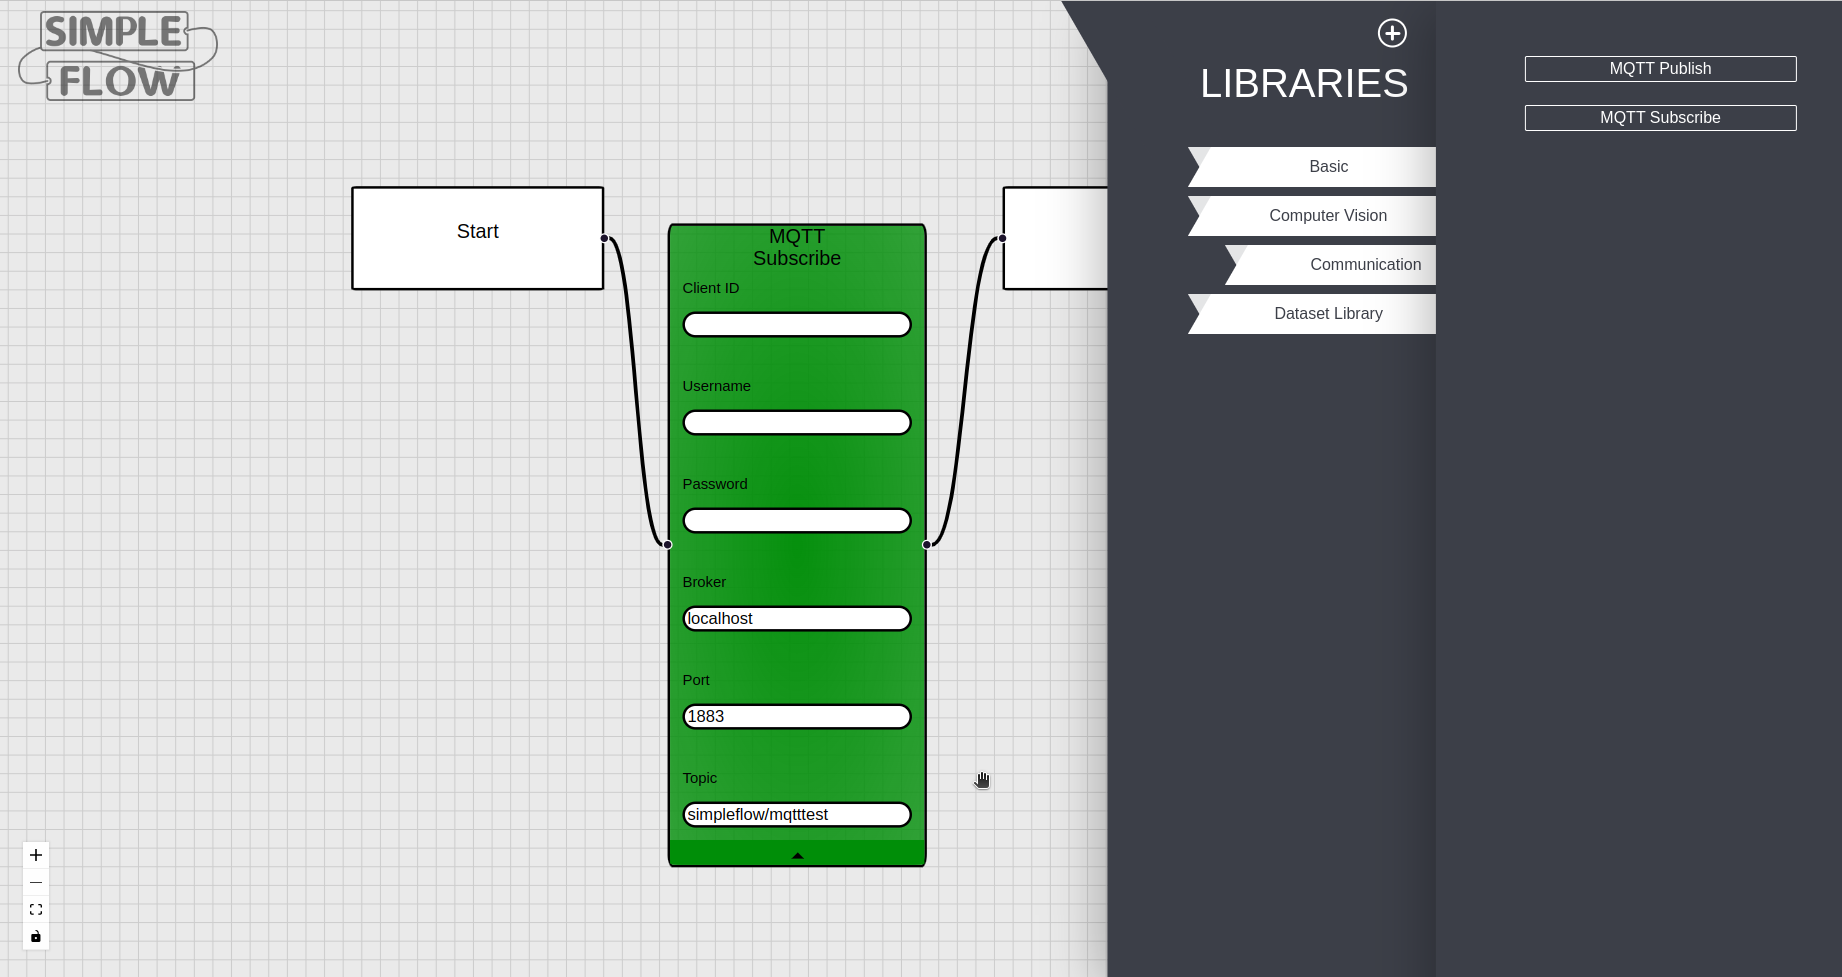 SIMPLE
FLOW
Start
MQTT
Subscribe
Client ID
Username
Password
Broker
localhost
Port
1883
Topic
simpleflow/mqtttest
LIBRARIES
Basic
Computer Vision
Communication
Dataset Library
MQTT Publish
MQTT Subscribe